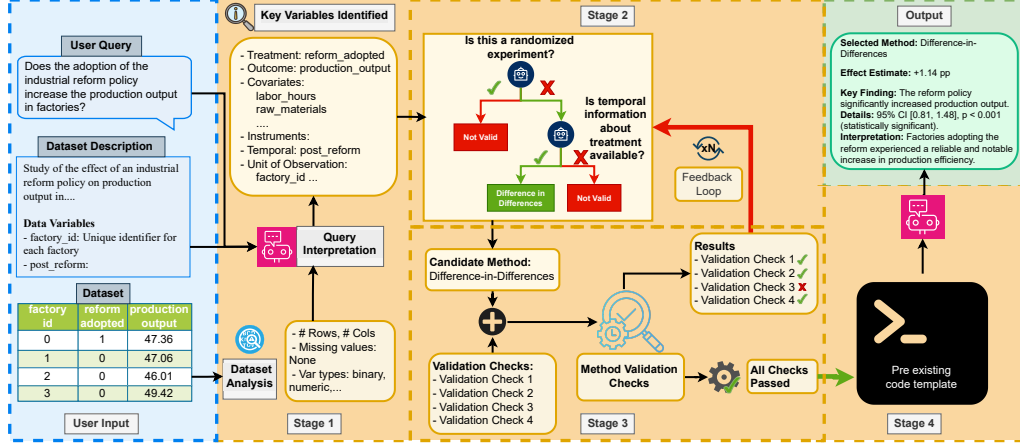 User Query
Does the adoption of the
industrial reform policy
increase the production output
in factories?
Dataset Description
Study of the effect of an industrial
reform policy on production
output in....
Data Variables
- factory_id: Unique identifier for
each factory
- post_reform:
Dataset
factory id | reform adopted | production output
0 | 1 | 47.36
1 | 0 | 47.06
2 | 0 | 46.01
3 | 0 | 49.42
User Input
Key Variables Identified
- Treatment: reform_adopted
- Outcome: production_output
- Covariates:
labor_hours
raw_materials
....
- Instruments:
- Temporal: post_reform
- Unit of Observation:
factory_id ...
Query
Interpretation
Dataset
Analysis
- # Rows, # Cols
- Missing values:
None
- Var types: binary,
numeric,...
Stage 1
Stage 2
Is this a randomized
experiment?
Not Valid
Is temporal
information
about
treatment
available?
Difference in
Differences
Not Valid
xN
Feedback
Loop
Candidate Method:
Difference-in-Differences
Validation Checks:
- Validation Check 1
- Validation Check 2
- Validation Check 3
- Validation Check 4
Method Validation
Checks
Results
- Validation Check 1
- Validation Check 2
- Validation Check 3
- Validation Check 4
All Checks
Passed
Stage 3
Output
Selected Method: Difference-in-
Differences
Effect Estimate: +1.14 pp
Key Finding: The reform policy
significantly increased production output.
Details: 95% CI [0.81, 1.48], p < 0.001
(statistically significant).
Interpretation: Factories adopting the
reform experienced a reliable and notable
increase in production efficiency.
Pre existing
code template
Stage 4